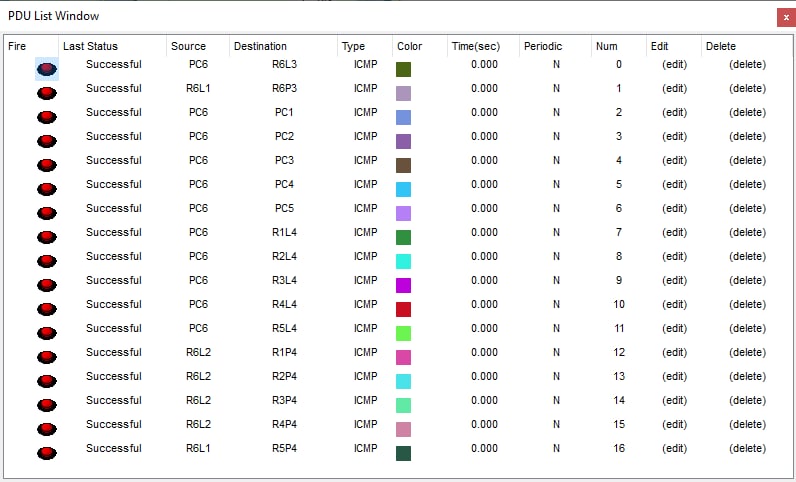 PDU List Window
x
Fire Last Status Source Destination Type Color Time(sec) Periodic Num Edit Delete
Successful PC6 R6L3 ICMP 0.000 N 0 (edit) (delete)
Successful R6L1 R6P3 ICMP 0.000 N 1 (edit) (delete)
Successful PC6 PC1 ICMP 0.000 N 2 (edit) (delete)
Successful PC6 PC2 ICMP 0.000 N 3 (edit) (delete)
Successful PC6 PC3 ICMP 0.000 N 4 (edit) (delete)
Successful PC6 PC4 ICMP 0.000 N 5 (edit) (delete)
Successful PC6 PC5 ICMP 0.000 N 6 (edit) (delete)
Successful PC6 R1L4 ICMP 0.000 N 7 (edit) (delete)
Successful PC6 R2L4 ICMP 0.000 N 8 (edit) (delete)
Successful PC6 R3L4 ICMP 0.000 N 9 (edit) (delete)
Successful PC6 R4L4 ICMP 0.000 N 10 (edit) (delete)
Successful PC6 R5L4 ICMP 0.000 N 11 (edit) (delete)
Successful R6L2 R1P4 ICMP 0.000 N 12 (edit) (delete)
Successful R6L2 R2P4 ICMP 0.000 N 13 (edit) (delete)
Successful R6L2 R3P4 ICMP 0.000 N 14 (edit) (delete)
Successful R6L2 R4P4 ICMP 0.000 N 15 (edit) (delete)
Successful R6L1 R5P4 ICMP 0.000 N 16 (edit) (delete)